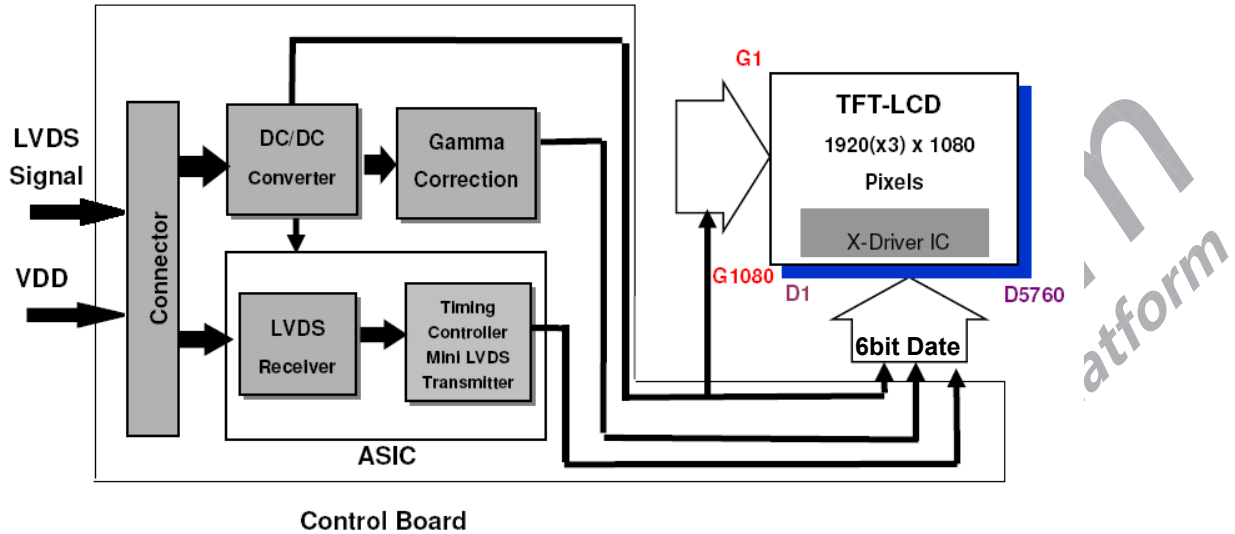 LVDS
Signal
VDD
Connector
DC/DC
Converter
Gamma
Correction
LVDS
Receiver
Timing
Controller
Mini LVDS
Transmitter
ASIC
Control Board
G1
G1080
TFT-LCD
1920(x3) x 1080
Pixels
X-Driver IC
D1
D5760
6bit Date